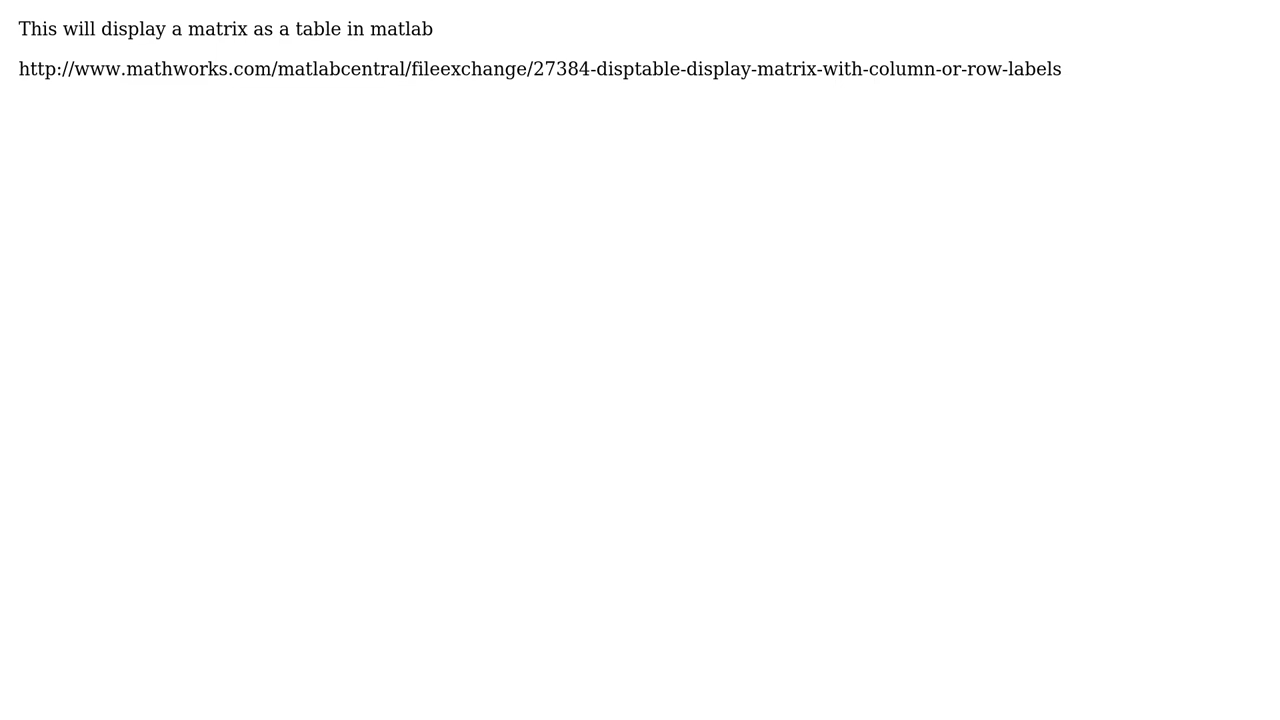 This will display a matrix as a table in matlab
http://www.mathworks.com/matlabcentral/fileexchange/27384-disptable-display-matrix-with-column-or-row-labels